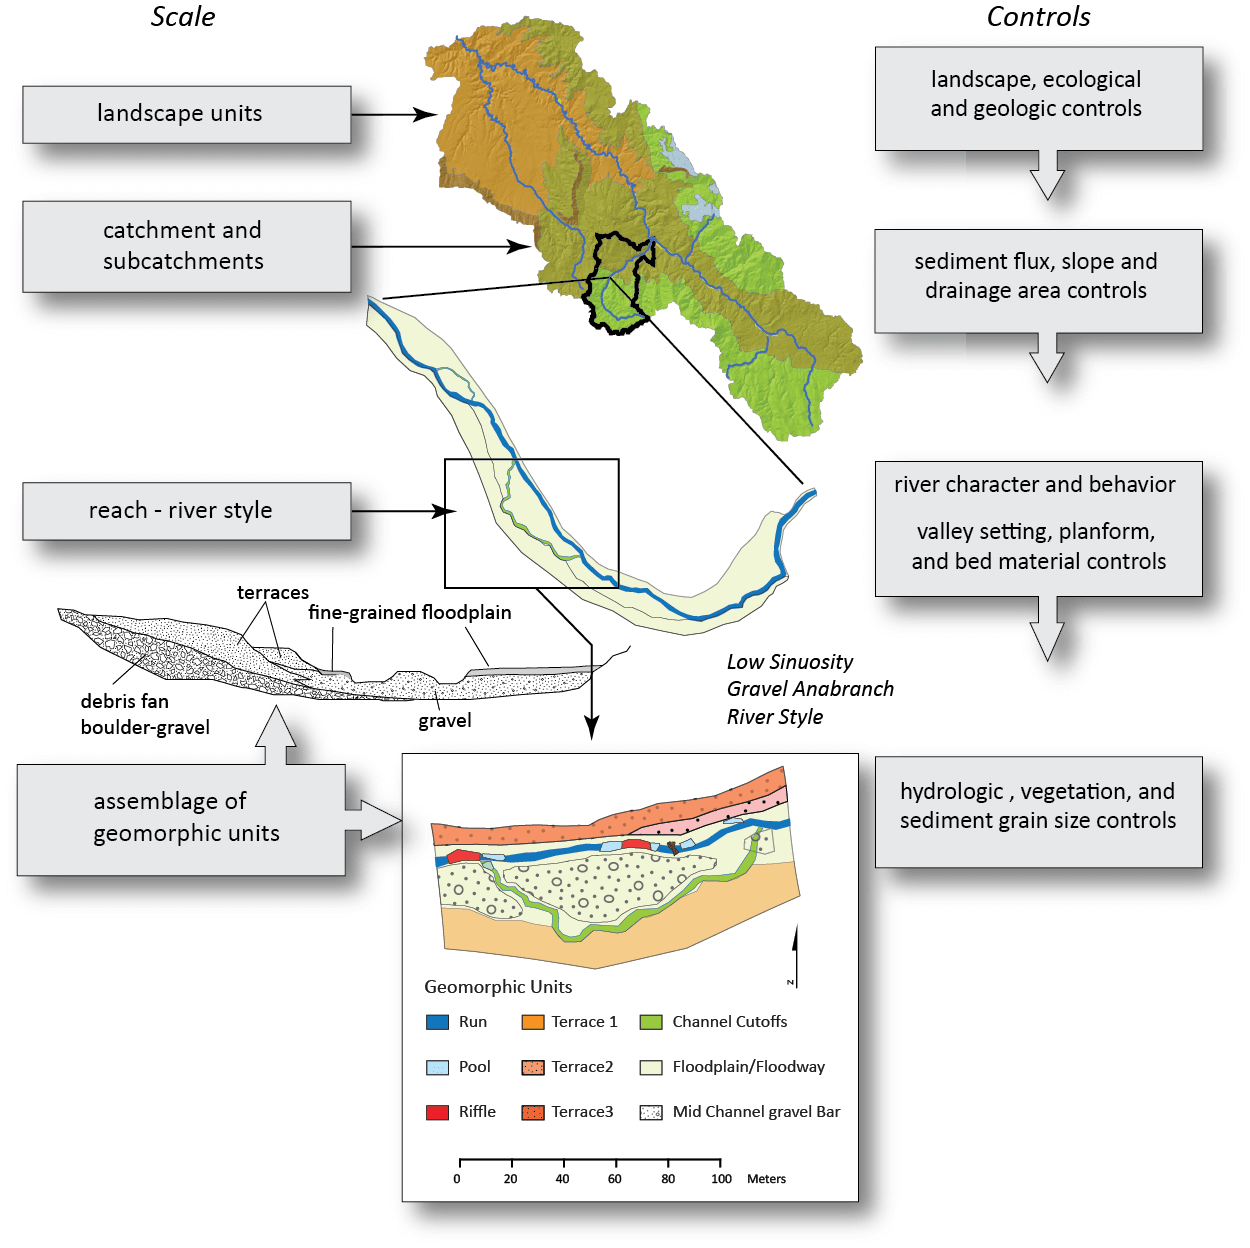 Scale
Controls
landscape units
landscape, ecological
and geologic controls
catchment and
subcatchments
sediment flux, slope and
drainage area controls
reach - river style
river character and behavior
valley setting, planform,
and bed material controls
terraces
fine-grained floodplain
debris fan
boulder-gravel
gravel
Low Sinuosity
Gravel Anabranch
River Style
assemblage of
geomorphic units
hydrologic , vegetation, and
sediment grain size controls
N
Geomorphic Units
Run
Terrace 1
Channel Cutoffs
Pool
Terrace2
Floodplain/Floodway
Riffle
Terrace3
Mid Channel gravel Bar
0 20 40 60 80 100 Meters